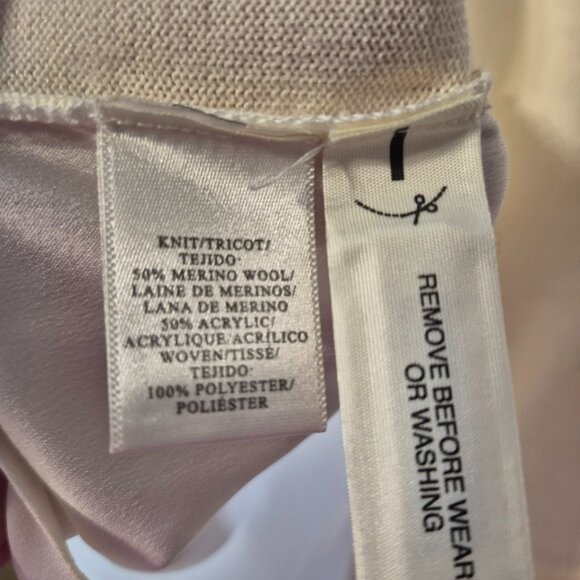 KNIT/TRICOT/
TEJIDO·
50% MERINO WOOL/
LAINE DE MERINOS/
LANA DE MERINO
50% ACRYLIC/
ACRYLIQUE/ACRÍLICO
WOVEN/TISSÉ/
TEJIDO·
100% POLYESTER/
POLIÉSTER
REMOVE BEFORE WEAR
OR WASHING